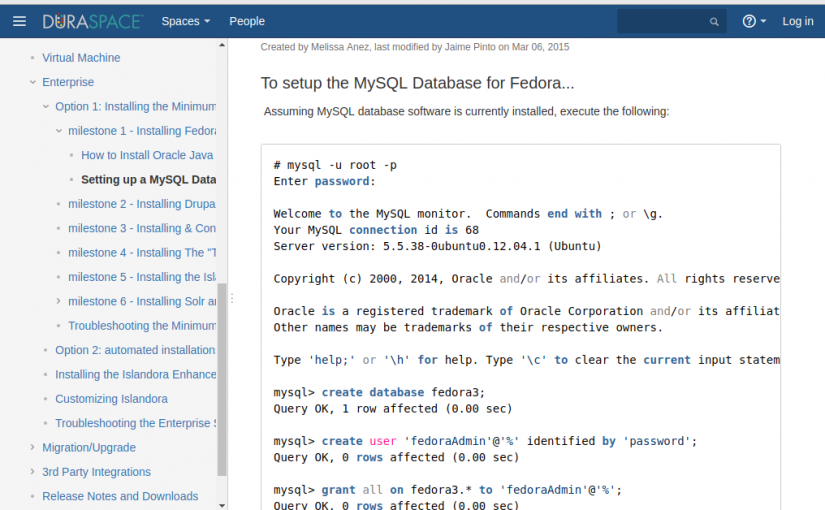 DURASPACE
Spaces
People
Log in
Virtual Machine
Enterprise
Option 1: Installing the Minimum
milestone 1 - Installing Fedora
How to Install Oracle Java
Setting up a MySQL Data
milestone 2 - Installing Drupa
milestone 3 - Installing & Con
milestone 4 - Installing The "T
milestone 5 - Installing the Isl
milestone 6 - Installing Solr a
Troubleshooting the Minimum
Option 2: automated installation
Installing the Islandora Enhance
Customizing Islandora
Troubleshooting the Enterprise S
Migration/Upgrade
3rd Party Integrations
Release Notes and Downloads
Created by Melissa Anez, last modified by Jaime Pinto on Mar 06, 2015
To setup the MySQL Database for Fedora...
Assuming MySQL database software is currently installed, execute the following:
# mysql -u root -p
Enter password:
Welcome to the MySQL monitor.  Commands end with ; or \g.
Your MySQL connection id is 68
Server version: 5.5.38-0ubuntu0.12.04.1 (Ubuntu)
Copyright (c) 2000, 2014, Oracle and/or its affiliates. All rights reserve
Oracle is a registered trademark of Oracle Corporation and/or its affiliat
Other names may be trademarks of their respective owners.
Type 'help;' or '\h' for help. Type '\c' to clear the current input statem
mysql> create database fedora3;
Query OK, 1 row affected (0.00 sec)
mysql> create user 'fedoraAdmin'@'%' identified by 'password';
Query OK, 0 rows affected (0.00 sec)
mysql> grant all on fedora3.* to 'fedoraAdmin'@'%';
Query OK, 0 rows affected (0.00 sec)